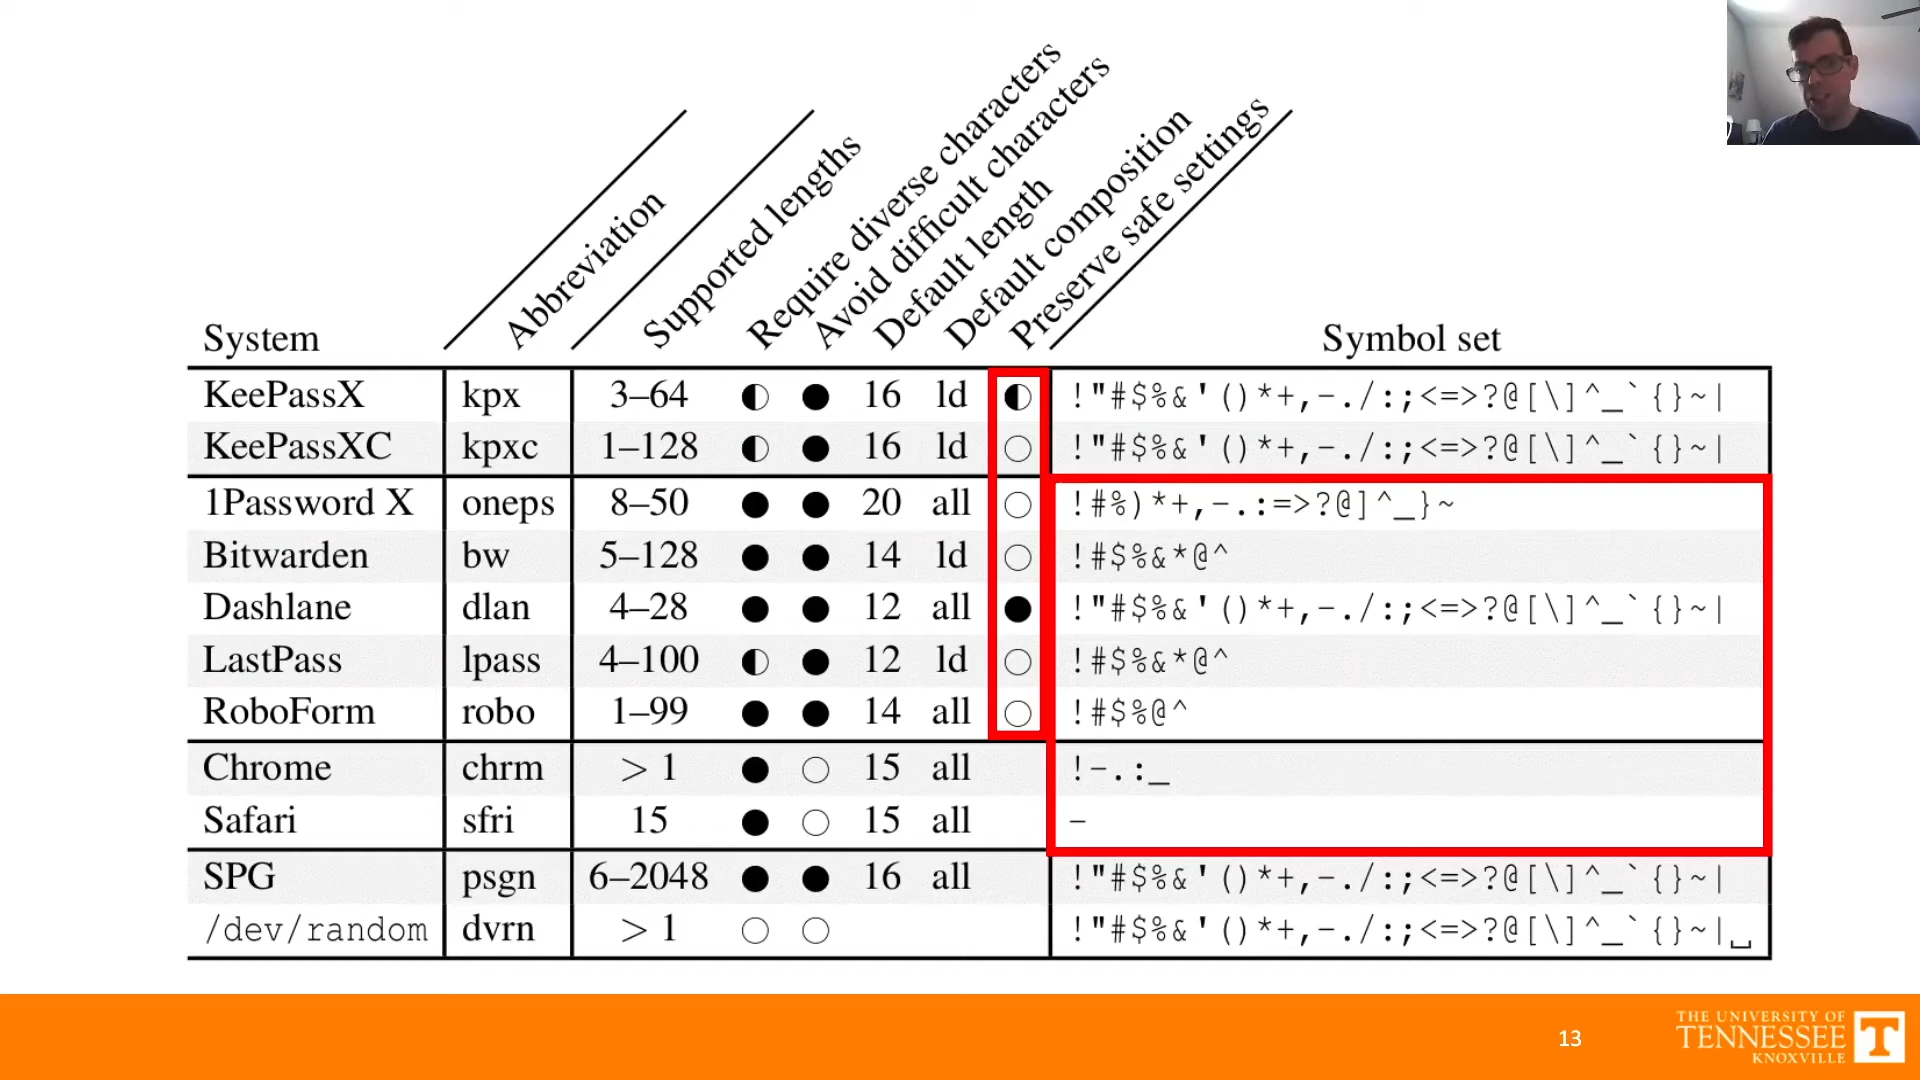 Abbreviation
Supported lengths
Require diverse characters
Avoid difficult characters
Default length
Default composition
Preserve safe settings
System Symbol set
KeePassX kpx 3–64 ◐ ● 16 ld ◐ !"#$%&'()*+,-./:;<=>?@[\]^_`{}~|
KeePassXC kpxc 1–128 ◐ ● 16 ld ○ !"#$%&'()*+,-./:;<=>?@[\]^_`{}~|
1Password X oneps 8–50 ● ● 20 all ○ !#%)*+,-.:=>?@]^_}~
Bitwarden bw 5–128 ● ● 14 ld ○ !#$%&*@^
Dashlane dlan 4–28 ● ● 12 all ● !"#$%&'()*+,-./:;<=>?@[\]^_`{}~|
LastPass lpass 4–100 ◐ ● 12 ld ○ !#$%&*@^
RoboForm robo 1–99 ● ● 14 all ○ !#$%@^
Chrome chrm > 1 ● ○ 15 all !-.:_
Safari sfri 15 ● ○ 15 all -
SPG psgn 6–2048 ● ● 16 all !"#$%&'()*+,-./:;<=>?@[\]^_`{}~|
/dev/random dvrn > 1 ○ ○ !"#$%&'()*+,-./:;<=>?@[\]^_`{}~|␣
13
THE UNIVERSITY OF
TENNESSEE
KNOXVILLE
T